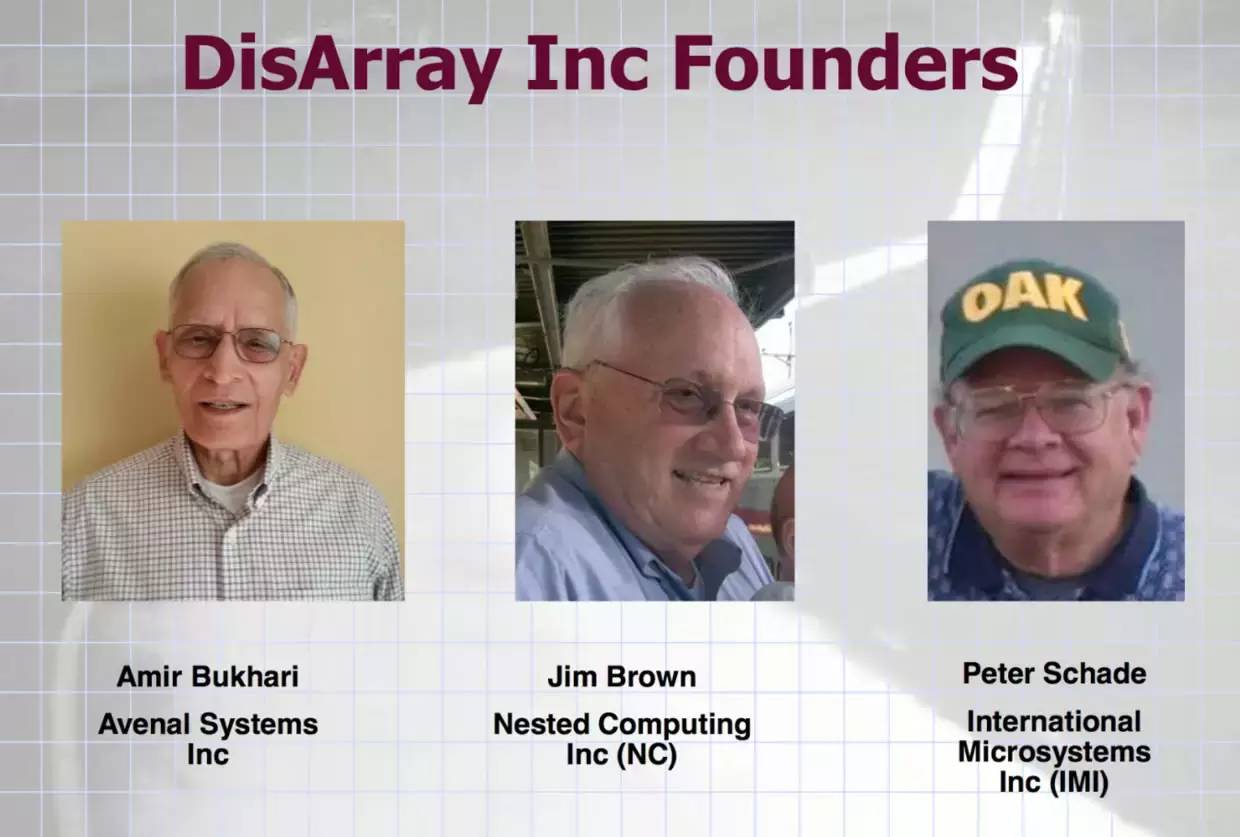 DisArray Inc Founders
OAK
Amir Bukhari
Avenal Systems
Inc
Jim Brown
Nested Computing
Inc (NC)
Peter Schade
International
Microsystems
Inc (IMI)